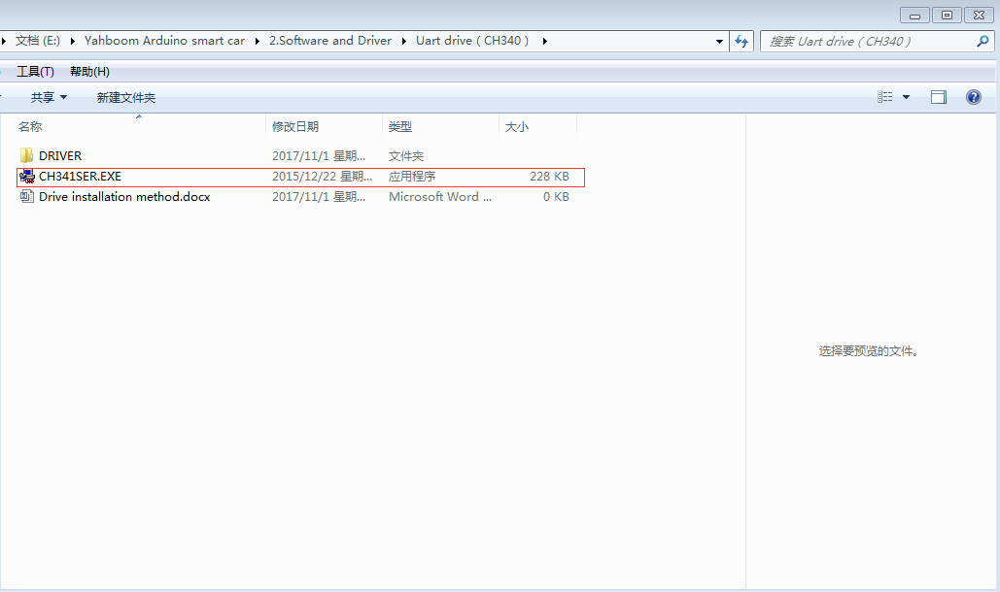 文档 (E:) Yahboom Arduino smart car 2.Software and Driver Uart drive ( CH340 ) 搜索 Uart drive ( CH340 )
工具(T) 帮助(H)
共享 新建文件夹
名称 修改日期 类型 大小
DRIVER 2017/11/1 星期... 文件夹
CH341SER.EXE 2015/12/22 星期... 应用程序 228 KB
Drive installation method.docx 2017/11/1 星期... Microsoft Word ... 0 KB
选择要预览的文件。